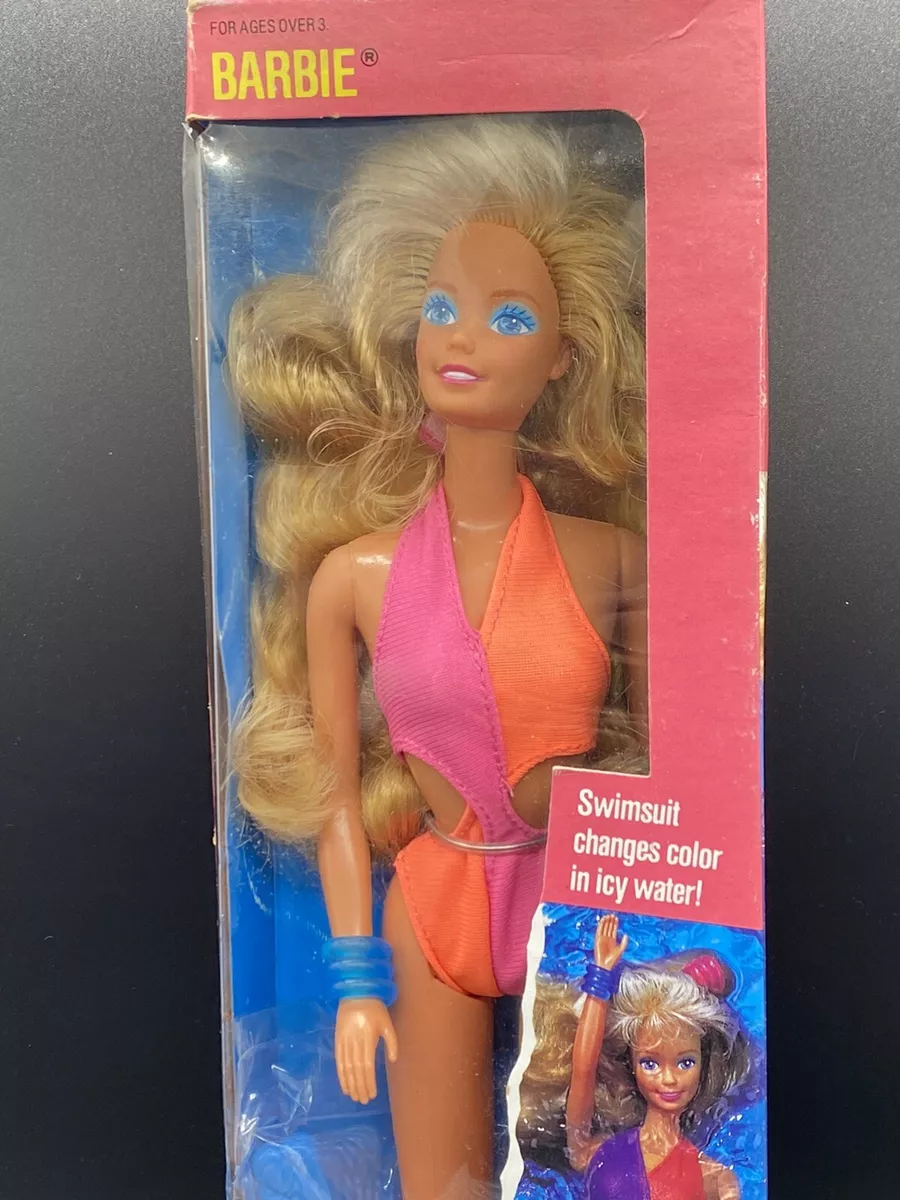 FOR AGES OVER 3.
BARBIE®
Swimsuit
changes color
in icy water!